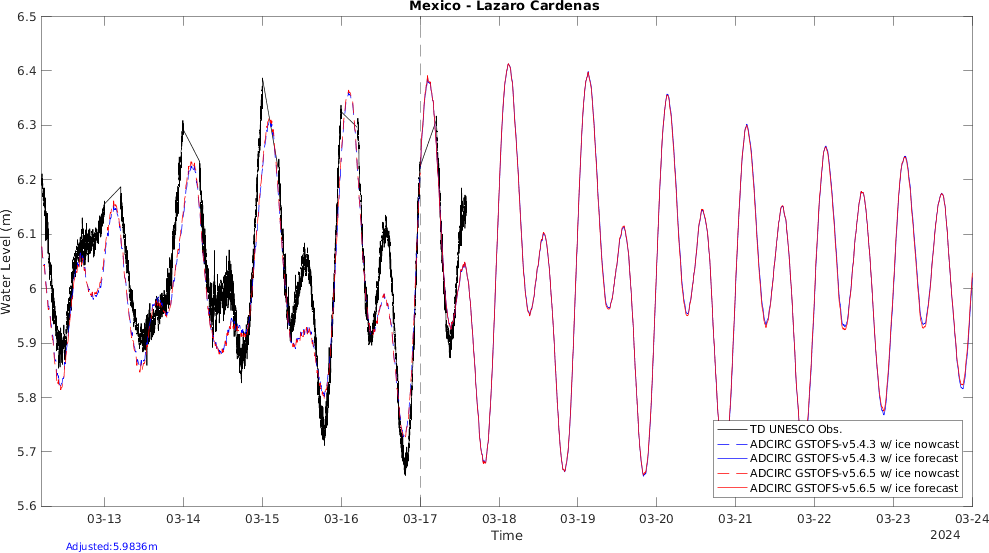 Mexico - Lazaro Cardenas
Water Level (m)
6.5
6.4
6.3
6.2
6.1
6
5.9
5.8
5.7
5.6
03-13
03-14
03-15
03-16
03-17
03-18
03-19
03-20
03-21
03-22
03-23
03-24
2024
Time
TD UNESCO Obs.
ADCIRC GSTOFS-v5.4.3 w/ ice nowcast
ADCIRC GSTOFS-v5.4.3 w/ ice forecast
ADCIRC GSTOFS-v5.6.5 w/ ice nowcast
ADCIRC GSTOFS-v5.6.5 w/ ice forecast
Adjusted:5.9836m